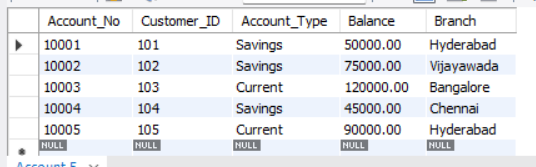 Account_No Customer_ID Account_Type Balance Branch
10001 101 Savings 50000.00 Hyderabad
10002 102 Savings 75000.00 Vijayawada
10003 103 Current 120000.00 Bangalore
10004 104 Savings 45000.00 Chennai
10005 105 Current 90000.00 Hyderabad
NULL NULL NULL NULL NULL
Account 5